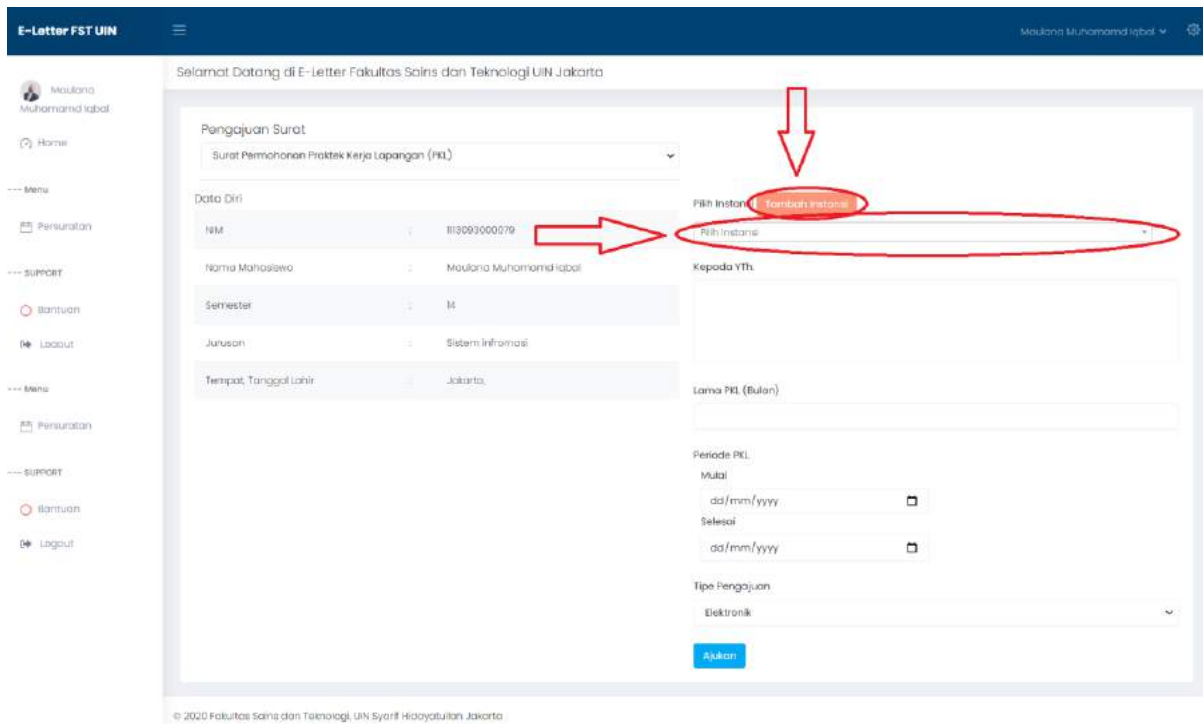 E-Letter FST UIN
Maulana Muhamamd Iqbal
Maulana
Muhamamd Iqbal
Home
--- Menu
Persuratan
--- SUPPORT
Bantuan
Logout
--- Menu
Persuratan
--- SUPPORT
Bantuan
Logout
Selamat Datang di E-Letter Fakultas Sains dan Teknologi UIN Jakarta
Pengajuan Surat
Surat Permohonan Praktek Kerja Lapangan (PKL)
Data Diri
NIM : 1113093000079
Nama Mahasiswa : Maulana Muhamamd Iqbal
Semester : 14
Jurusan : Sistem Infromasi
Tempat, Tanggal Lahir : Jakarta,
Pilih Instansi Tambah Instansi
Pilih Instansi
Kepada YTh.
Lama PKL (Bulan)
Periode PKL
Mulai
dd/mm/yyyy
Selesai
dd/mm/yyyy
Tipe Pengajuan
Elektronik
Ajukan
© 2020 Fakultas Sains dan Teknologi, UIN Syarif Hidayatullah Jakarta